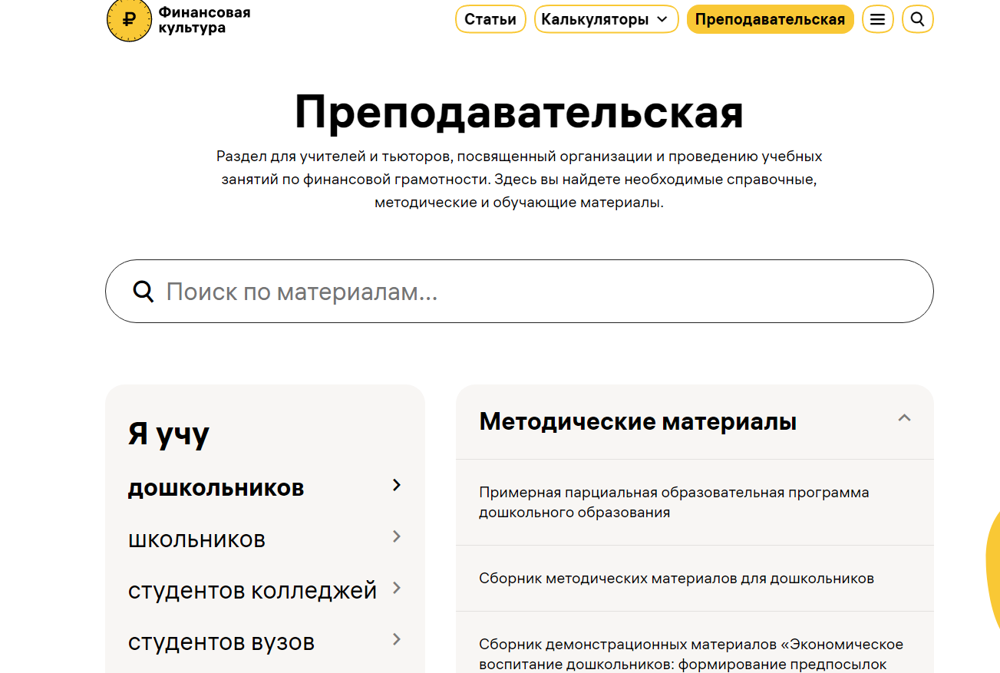 Финансовая
культура
Статьи
Калькуляторы
Преподавательская
Преподавательская
Раздел для учителей и тьюторов, посвященный организации и проведению учебных
занятий по финансовой грамотности. Здесь вы найдете необходимые справочные,
методические и обучающие материалы.
Поиск по материалам...
Я учу
дошкольников
школьников
студентов колледжей
студентов вузов
Методические материалы
Примерная парциальная образовательная программа
дошкольного образования
Сборник методических материалов для дошкольников
Сборник демонстрационных материалов «Экономическое
воспитание дошкольников: формирование предпосылок